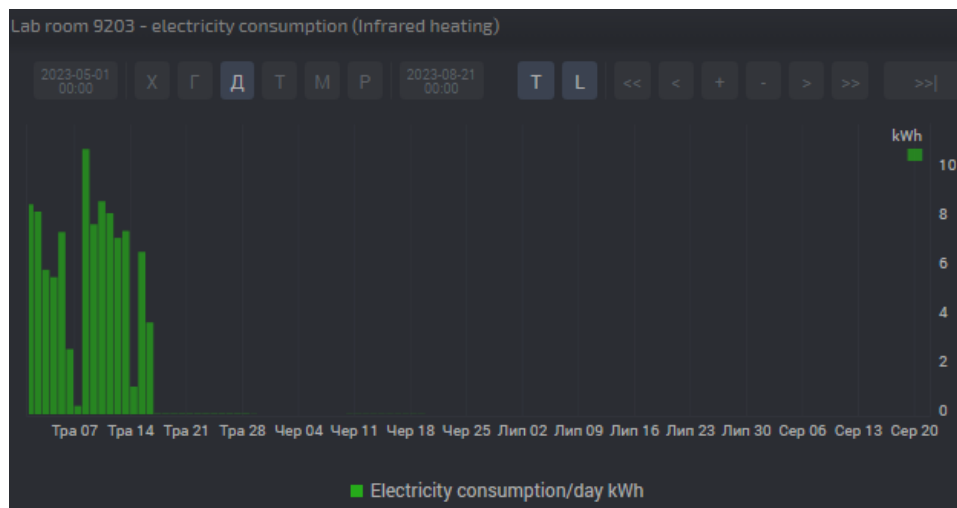 Lab room 9203 - electricity consumption (Infrared heating)
2023-05-01 00:00 Х Г Д Т М Р 2023-08-21 00:00 T L << < + - > >> >>|
kWh
10
8
6
4
2
0
Тра 07 Тра 14 Тра 21 Тра 28 Чер 04 Чер 11 Чер 18 Чер 25 Лип 02 Лип 09 Лип 16 Лип 23 Лип 30 Сер 06 Сер 13 Сер 20
Electricity consumption/day kWh